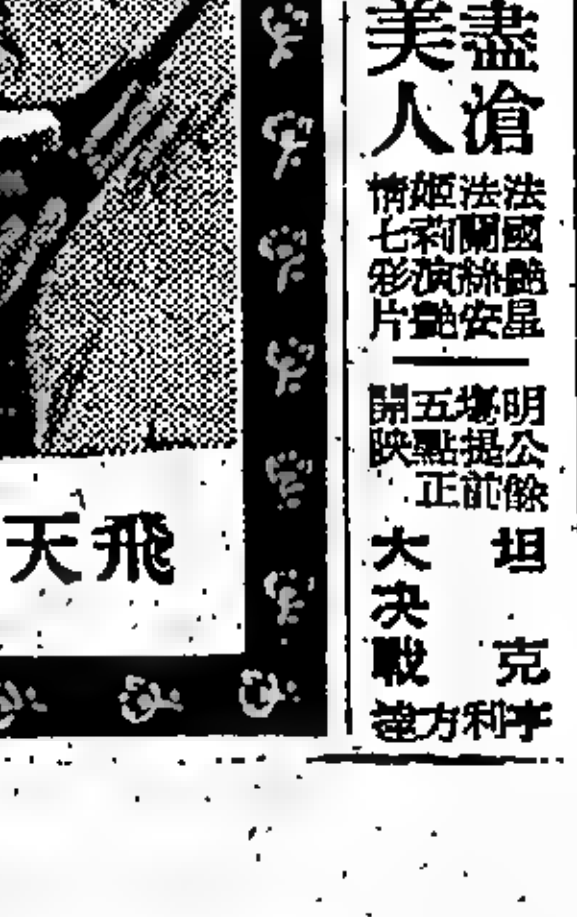 盡滄
美人
法國艷星
法蘭絲安
姬莉演艷
情七彩片
明公餘
塲提前
五點正
開映
坦克
大决戰
亭利方達
飛天